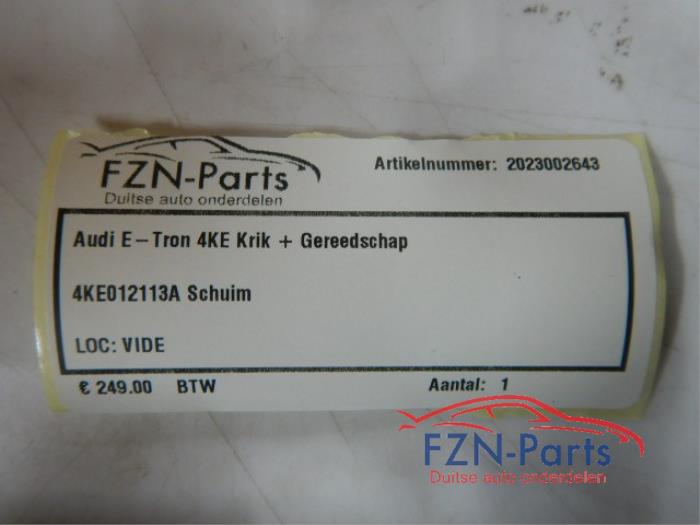 FZN-Parts
Duitse auto onderdelen
Artikelnummer: 2023002643
Audi E-Tron 4KE Krik + Gereedschap
4KE012113A Schuim
LOC: VIDE
€ 249.00 BTW
Aantal: 1
FZN-Parts
Duitse auto onderdelen